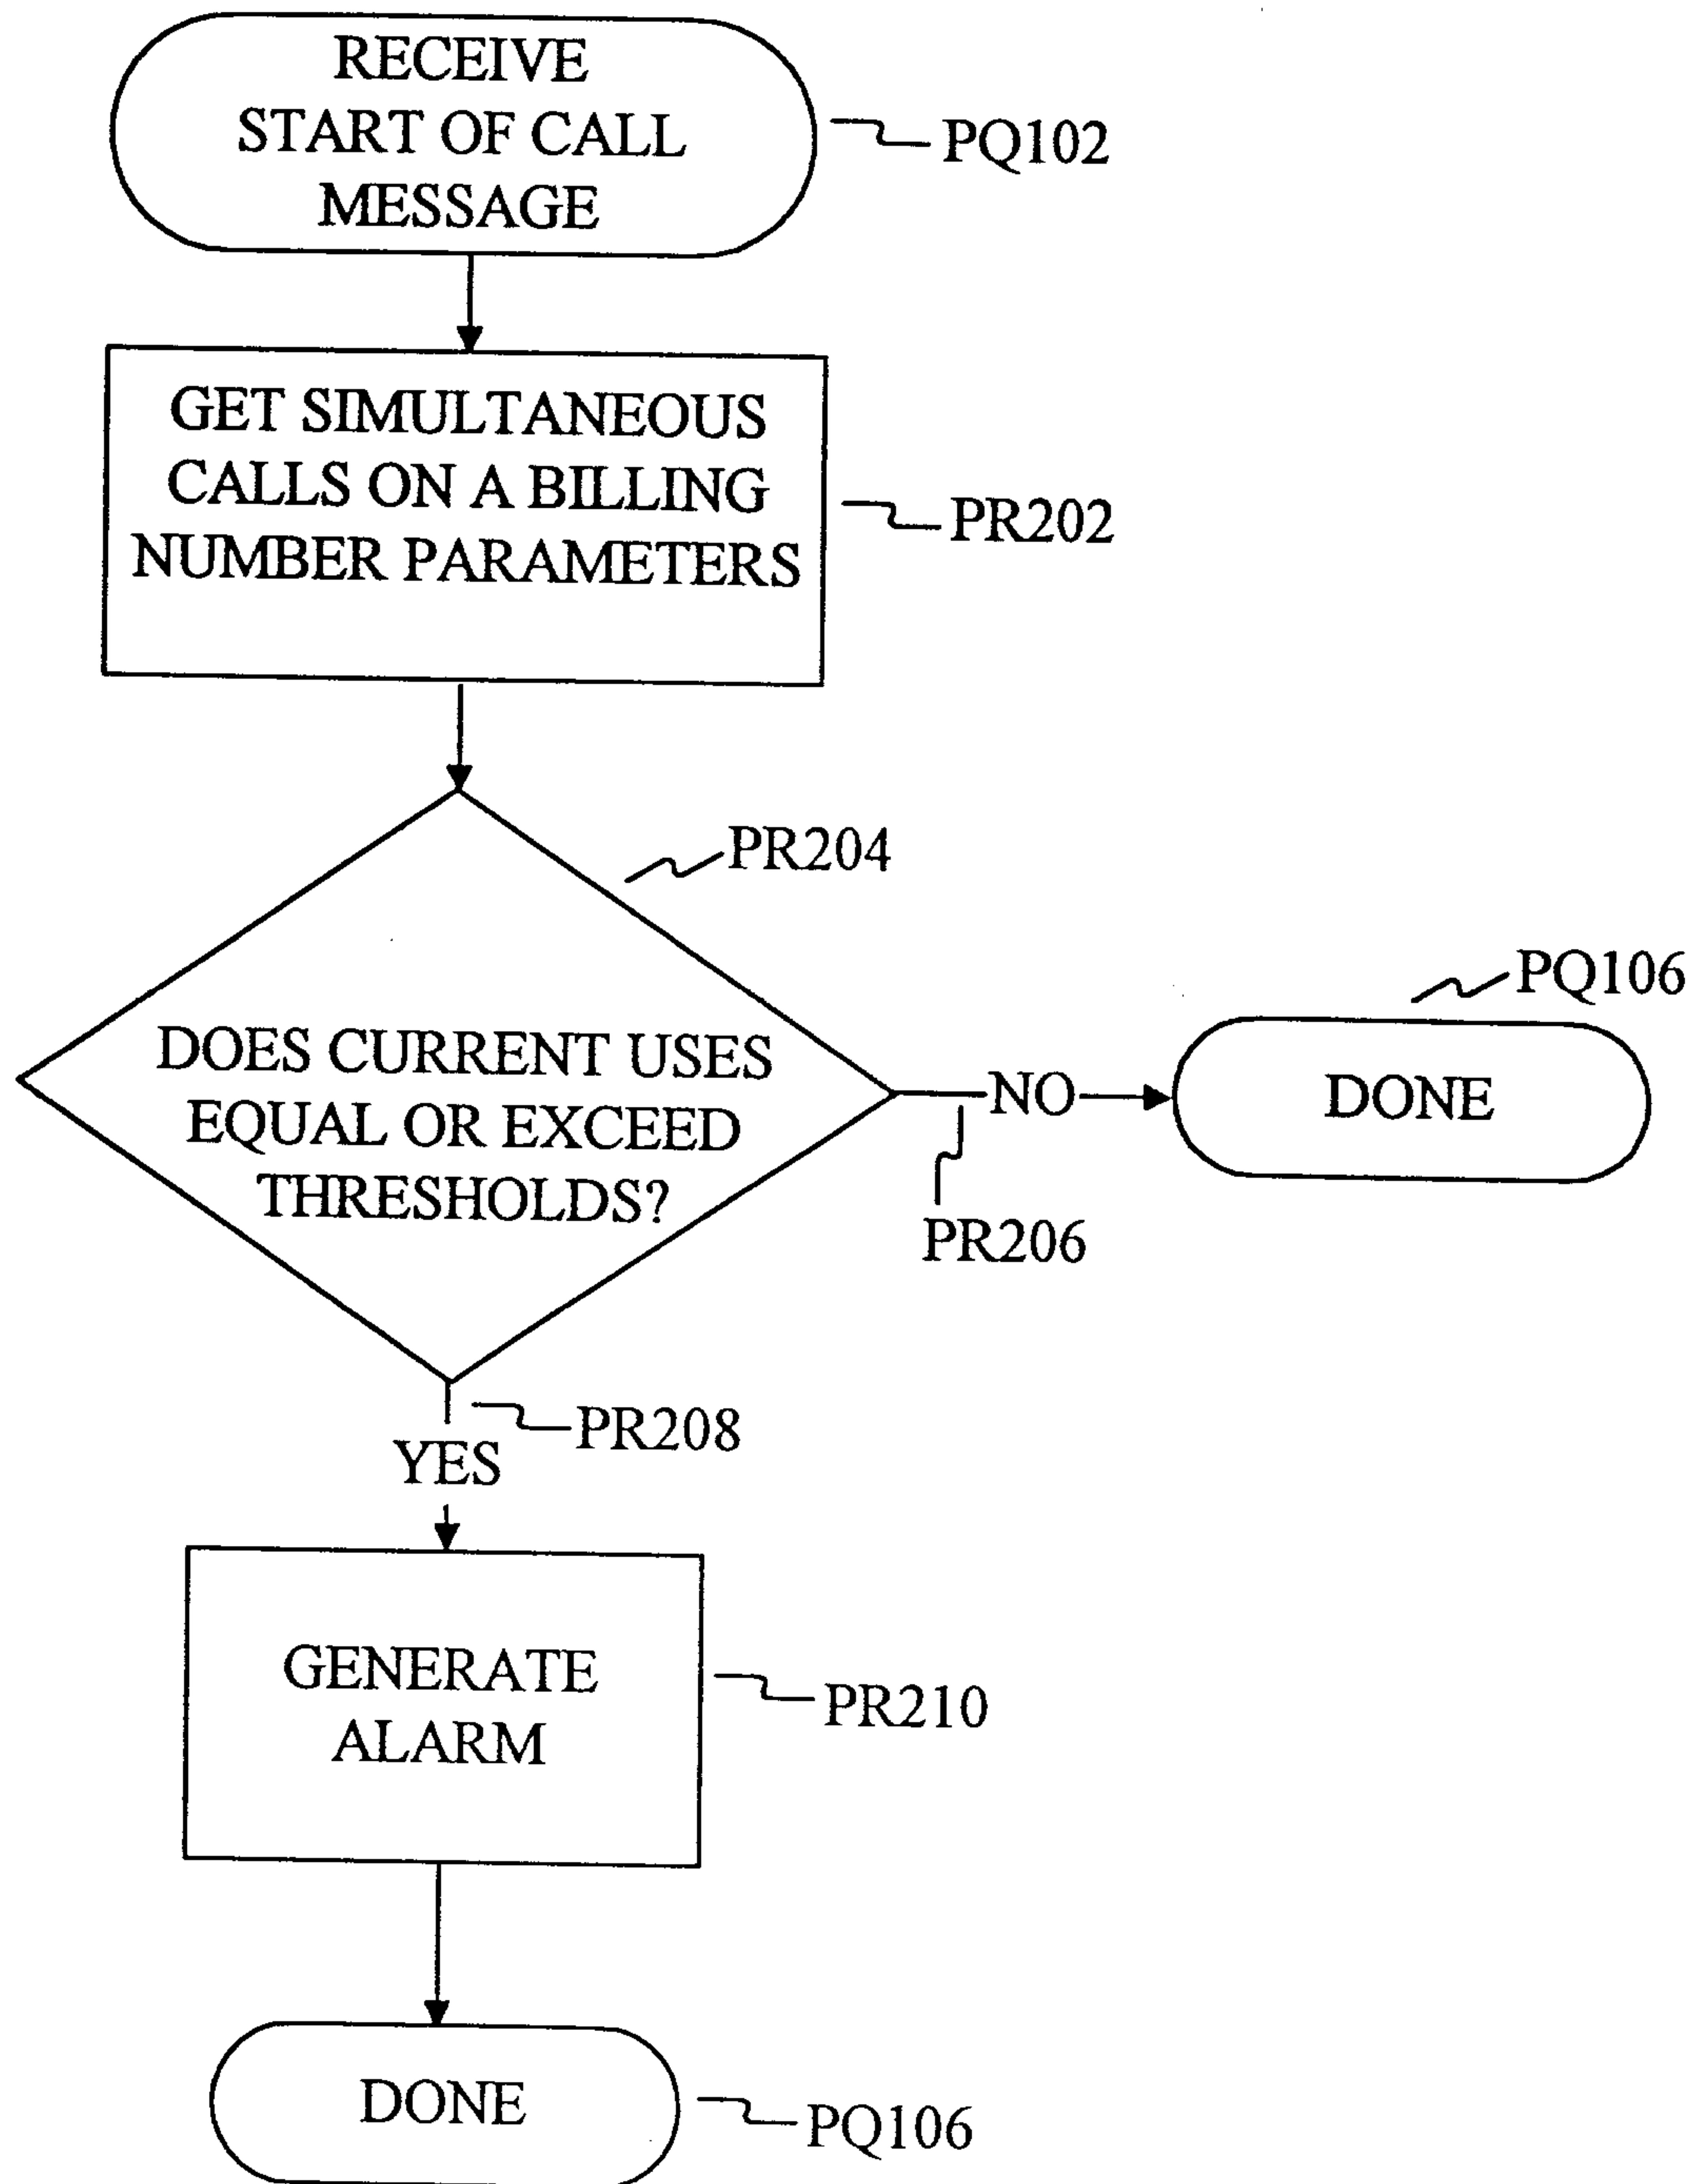 RECEIVE
START OF CALL
MESSAGE
PQ102
GET SIMULTANEOUS
CALLS ON A BILLING
NUMBER PARAMETERS
PR202
PR204
DOES CURRENT USES
EQUAL OR EXCEED
THRESHOLDS?
NO
PR206
PQ106
DONE
PR208
YES
GENERATE
ALARM
PR210
DONE
PQ106